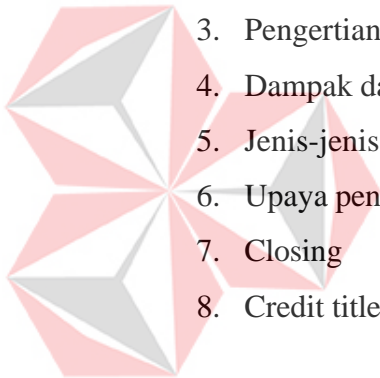 3. Pengertian
4. Dampak da
5. Jenis-jenis
6. Upaya pen
7. Closing
8. Credit title